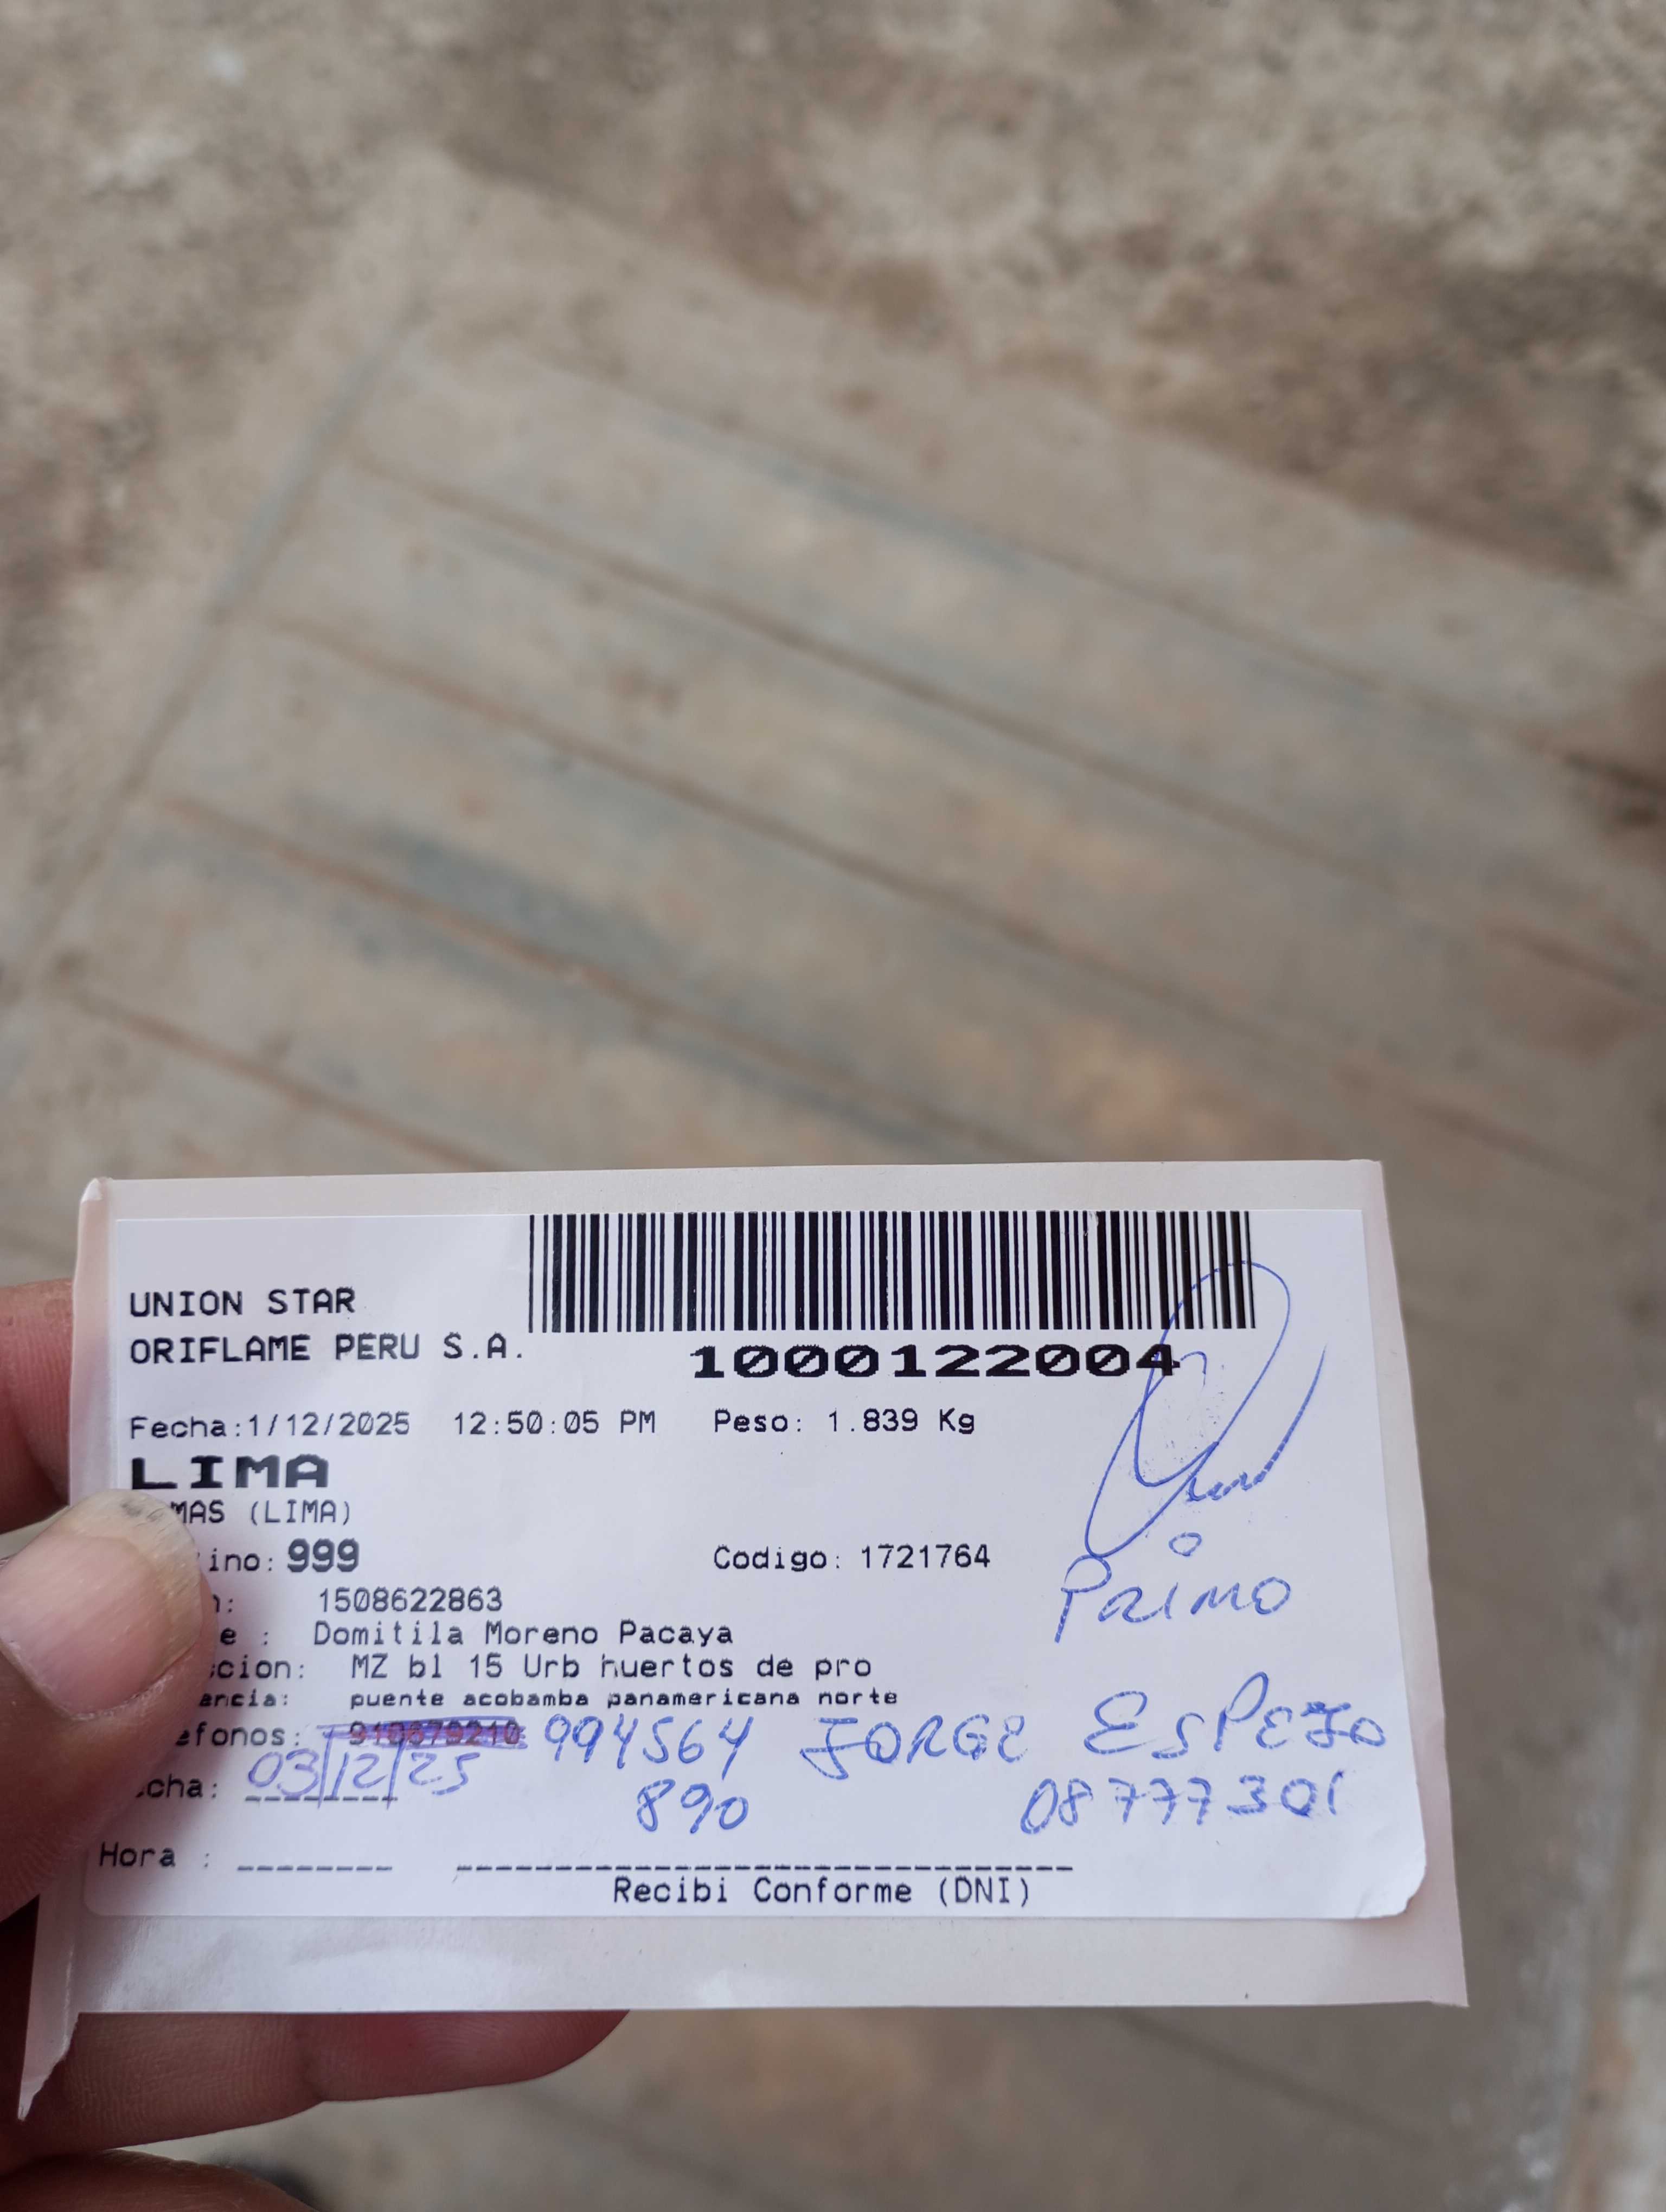 UNION STAR
ORIFLAME PERU S.A.
1000122004
Fecha:1/12/2025 12:50:05 PM Peso: 1.839 Kg
LIMA
MAS (LIMA)
ino: 999 Codigo: 1721764
: 1508622863
e : Domitila Moreno Pacaya
ccion: MZ bl 15 Urb huertos de pro
encia: puente acobamba panamericana norte
efonos: 994564 JORGE ESPEJO
890 08777301
cha: 03/12/25
PRIMO
Hora :
Recibi Conforme (DNI)